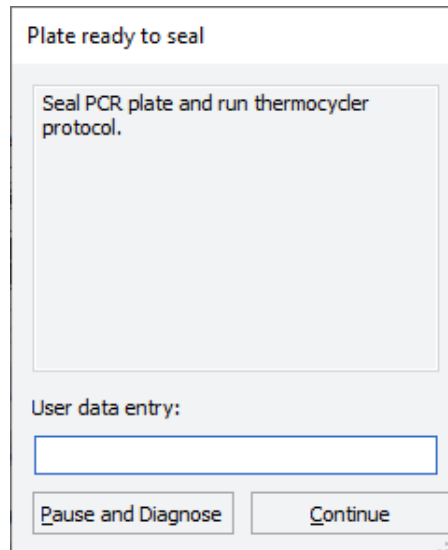 Plate ready to seal
Seal PCR plate and run thermocycler
protocol.
User data entry:
Pause and Diagnose
Continue